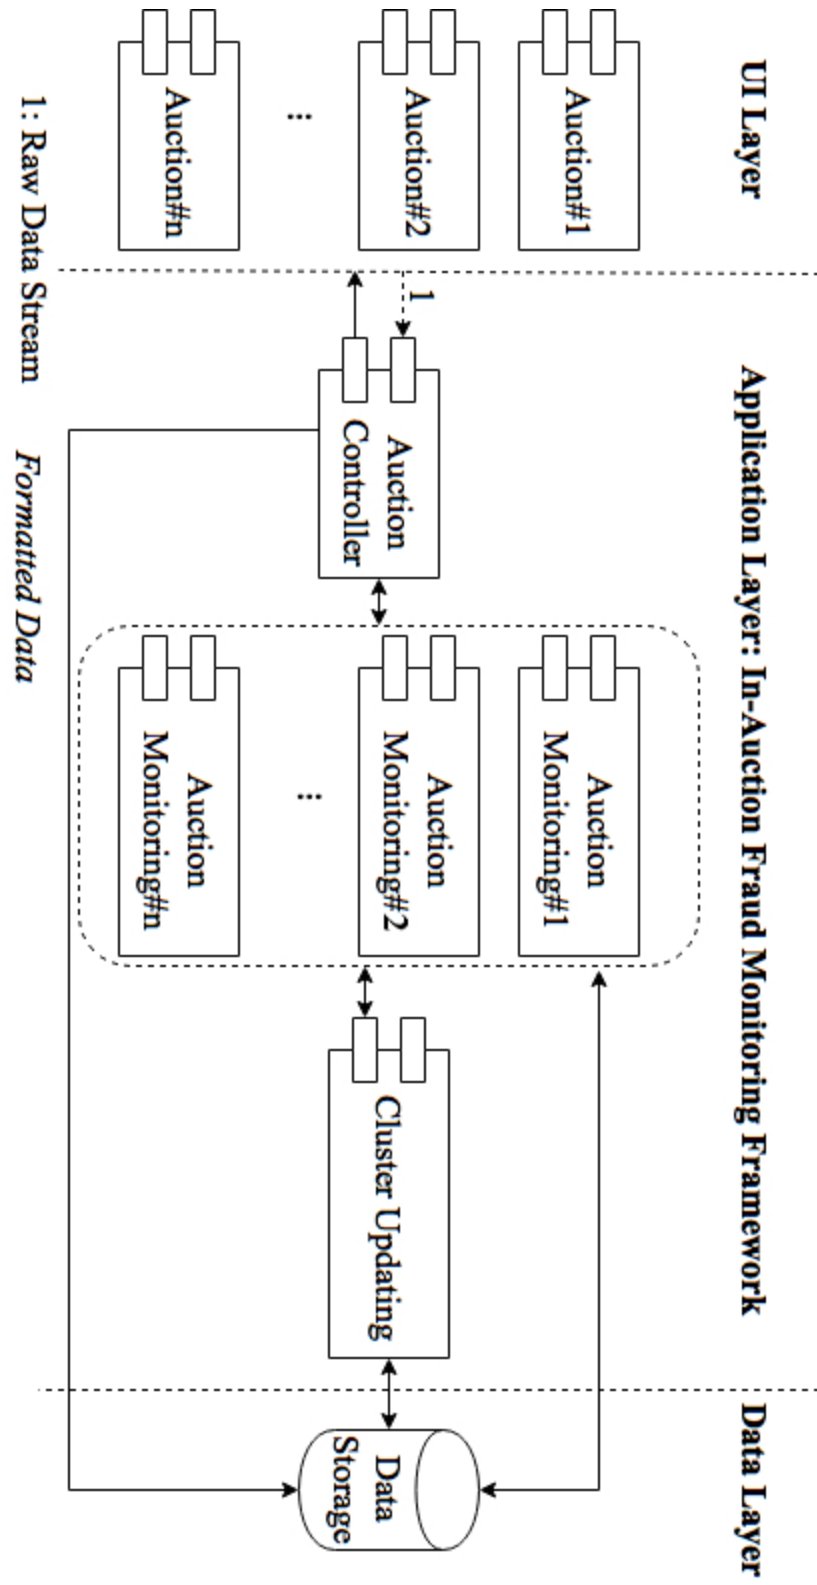 UI Layer
Application Layer: In-Auction Fraud Monitoring Framework
Data Layer
Auction#1
Auction#2
...
Auction#n
1
Auction
Controller
Auction
Monitoring#1
Auction
Monitoring#2
...
Auction
Monitoring#n
Cluster Updating
Data
Storage
1: Raw Data Stream
Formatted Data